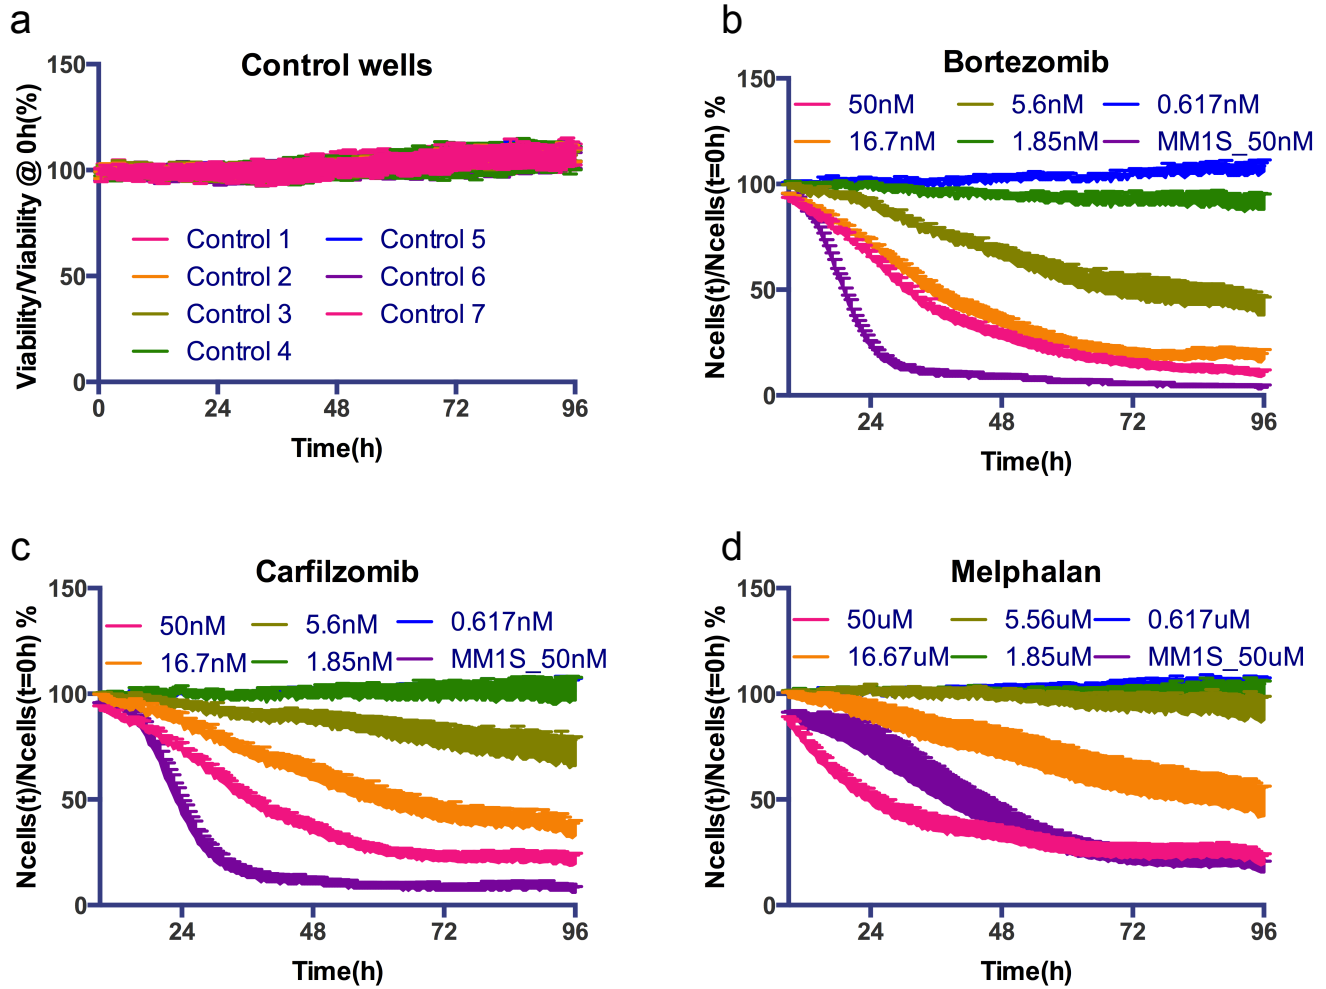 a
Control wells
Viability/Viability @ 0h(%)
150
100
50
0
Control 1
Control 5
Control 2
Control 6
Control 3
Control 7
Control 4
0
24
48
72
96
Time(h)
b
Bortezomib
Ncells(t)/Ncells(t=0h) %
150
100
50
0
50nM
5.6nM
0.617nM
16.7nM
1.85nM
MM1S_50nM
24
48
72
96
Time(h)
c
Carfilzomib
Ncells(t)/Ncells(t=0h) %
150
100
50
0
50nM
5.6nM
0.617nM
16.7nM
1.85nM
MM1S_50nM
24
48
72
96
Time(h)
d
Melphalan
Ncells(t)/Ncells(t=0h) %
150
100
50
0
50uM
5.56uM
0.617uM
16.67uM
1.85uM
MM1S_50uM
24
48
72
96
Time(h)